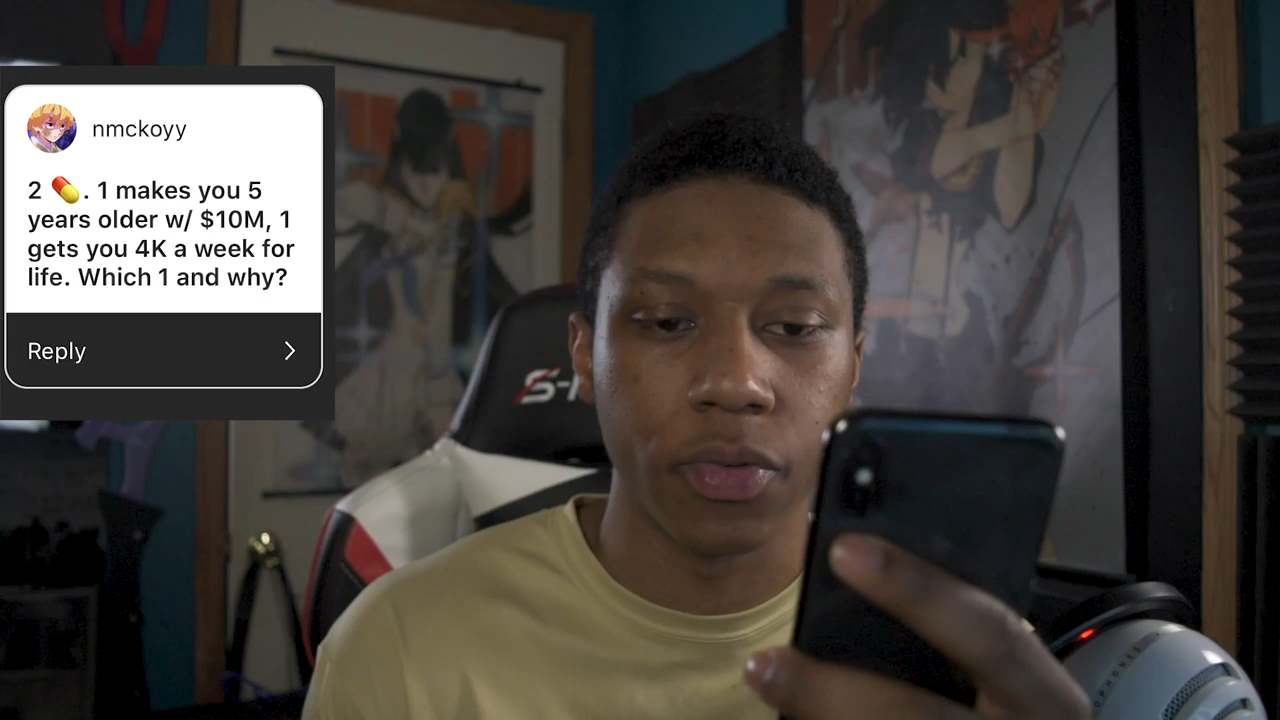 nmckoyy
2 💊. 1 makes you 5
years older w/ $10M, 1
gets you 4K a week for
life. Which 1 and why?
Reply
S-